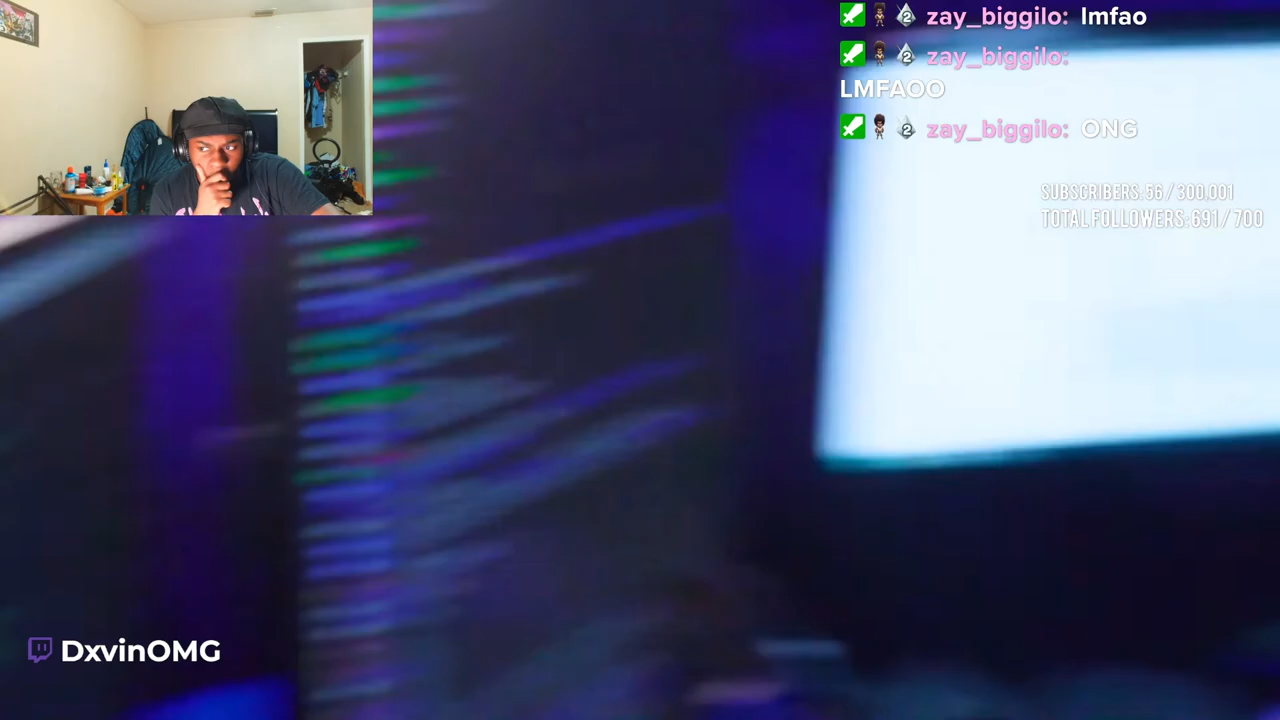 zay_biggilo: lmfao
zay_biggilo:
LMFAOO
zay_biggilo: ONG
SUBSCRIBERS: 56 / 300,001
TOTAL FOLLOWERS: 691 / 700
DxvinOMG